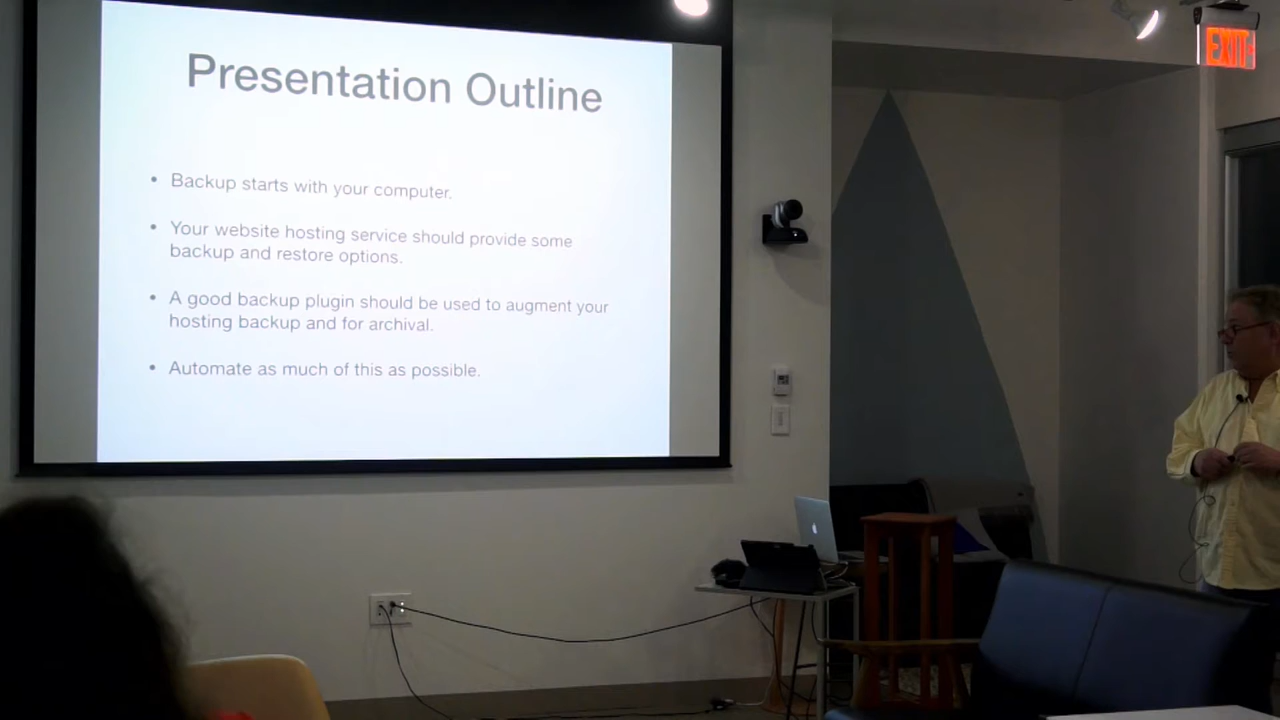 Presentation Outline
EXIT
• Backup starts with your computer.
• Your website hosting service should provide some
backup and restore options.
• A good backup plugin should be used to augment your
hosting backup and for archival.
• Automate as much of this as possible.